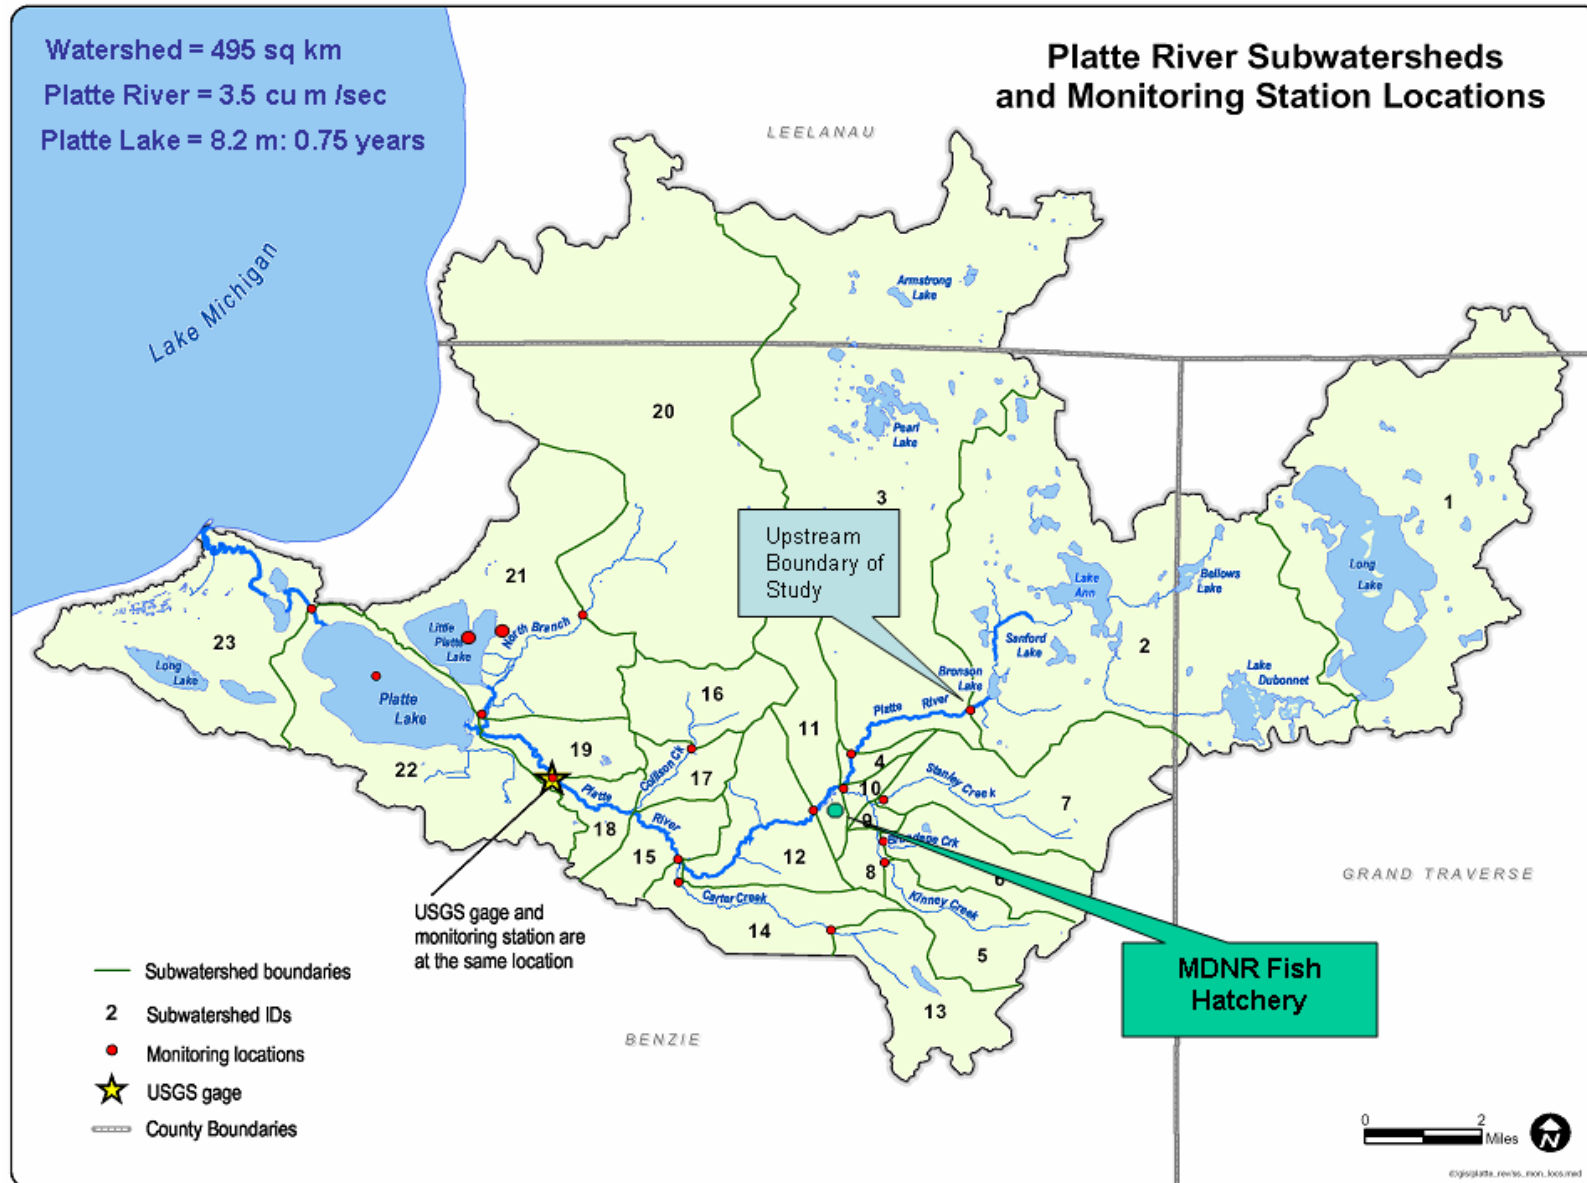 Watershed = 495 sq km
Platte River = 3.5 cu m /sec
Platte Lake = 8.2 m: 0.75 years
Platte River Subwatersheds
and Monitoring Station Locations
LEELANAU
Lake Michigan
Armstrong
Lake
20
Pearl
Lake
3
1
Upstream
Boundary of
Study
Long
Lake
Lake
Ann
Bellows
Lake
21
Little
Platte
Lake
North Branch
Sanford
Lake
2
23
Long
Lake
Platte
Lake
16
Bronson
Lake
Lake
Dubonnet
Platte River
11
19
22
Collison Ck
17
4
Stanley Creek
10
7
Platte
River
9
18
15
12
8
6
Kinney Creek
Carter Creek
14
5
13
GRAND TRAVERSE
USGS gage and
monitoring station are
at the same location
MDNR Fish
Hatchery
BENZIE
Subwatershed boundaries
2 Subwatershed IDs
Monitoring locations
USGS gage
County Boundaries
0 2
Miles
N